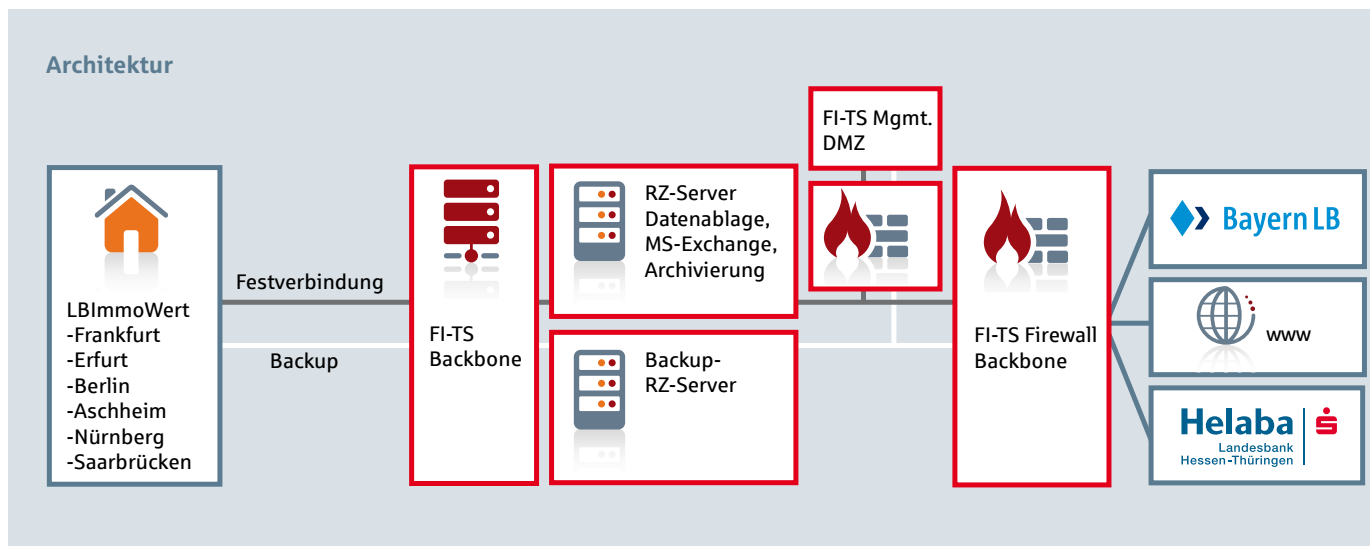 Architektur
LBImmoWert
-Frankfurt
-Erfurt
-Berlin
-Aschheim
-Nürnberg
-Saarbrücken
Festverbindung
Backup
FI-TS
Backbone
RZ-Server
Datenablage,
MS-Exchange,
Archivierung
Backup-
RZ-Server
FI-TS Mgmt.
DMZ
FI-TS Firewall
Backbone
Bayern LB
www
Helaba
Landesbank
Hessen-Thüringen